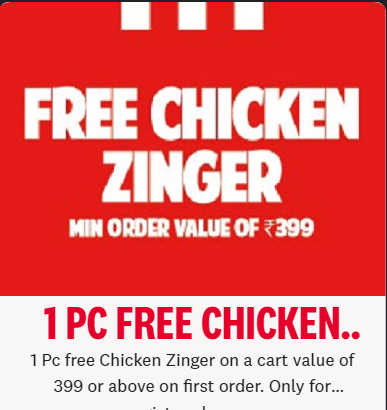 FREE CHICKEN
ZINGER
MIN ORDER VALUE OF ₹399
1 PC FREE CHICKEN..
1 Pc free Chicken Zinger on a cart value of
399 or above on first order. Only for...